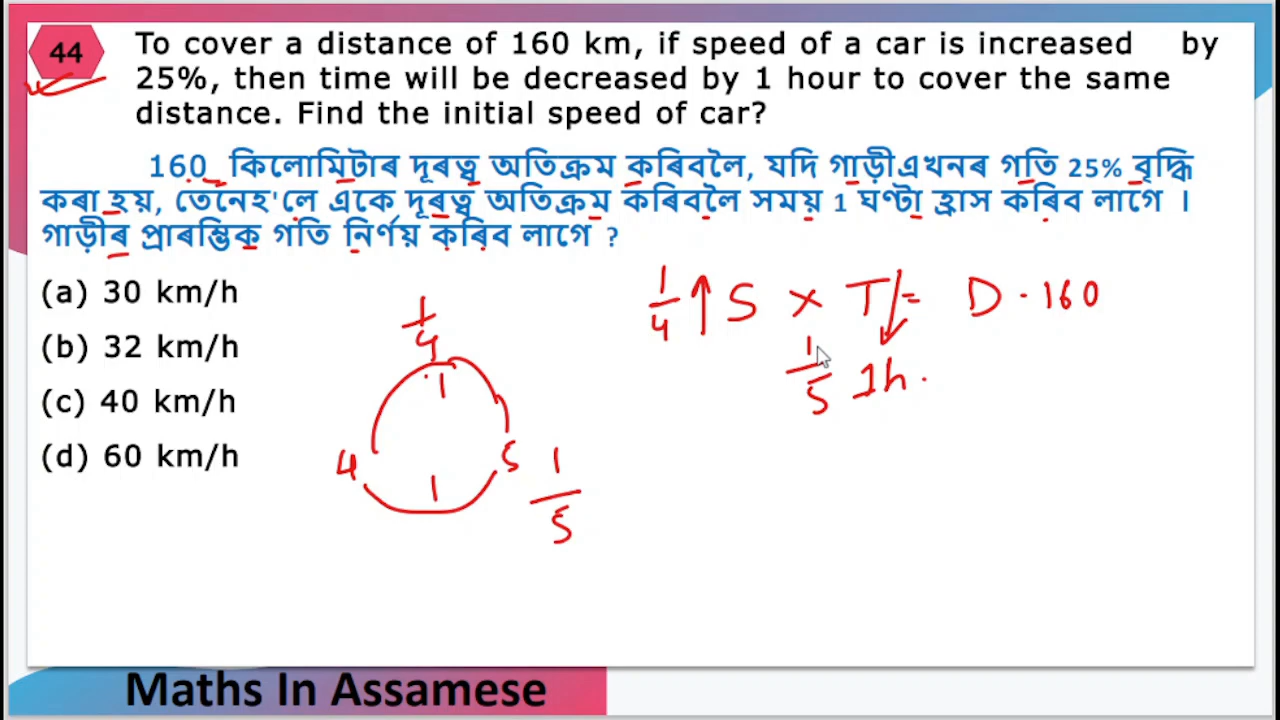 44
To cover a distance of 160 km, if speed of a car is increased by
25%, then time will be decreased by 1 hour to cover the same
distance. Find the initial speed of car?
160 কিলোমিটাৰ দূৰত্ব অতিক্ৰম কৰিবলৈ, যদি গাড়ীএখনৰ গতি 25% বৃদ্ধি
কৰা হয়, তেনেহ'লে একে দূৰত্ব অতিক্ৰম কৰিবলৈ সময় 1 ঘণ্টা হ্ৰাস কৰিব লাগে ।
গাড়ীৰ প্ৰাৰম্ভিক গতি নিৰ্ণয় কৰিব লাগে ?
(a) 30 km/h
(b) 32 km/h
(c) 40 km/h
(d) 60 km/h
1/4 ↑ S × T ↓ = D · 160
1/5 1h.
1/4
1
4 5
1
1/5
Maths In Assamese